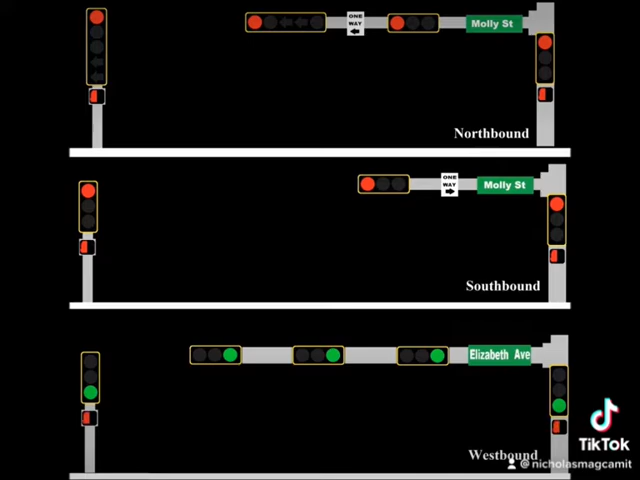 ONE
WAY
Molly St
Northbound
ONE
WAY
Molly St
Southbound
Elizabeth Ave
Westbound
TikTok
@nicholasmagcamit